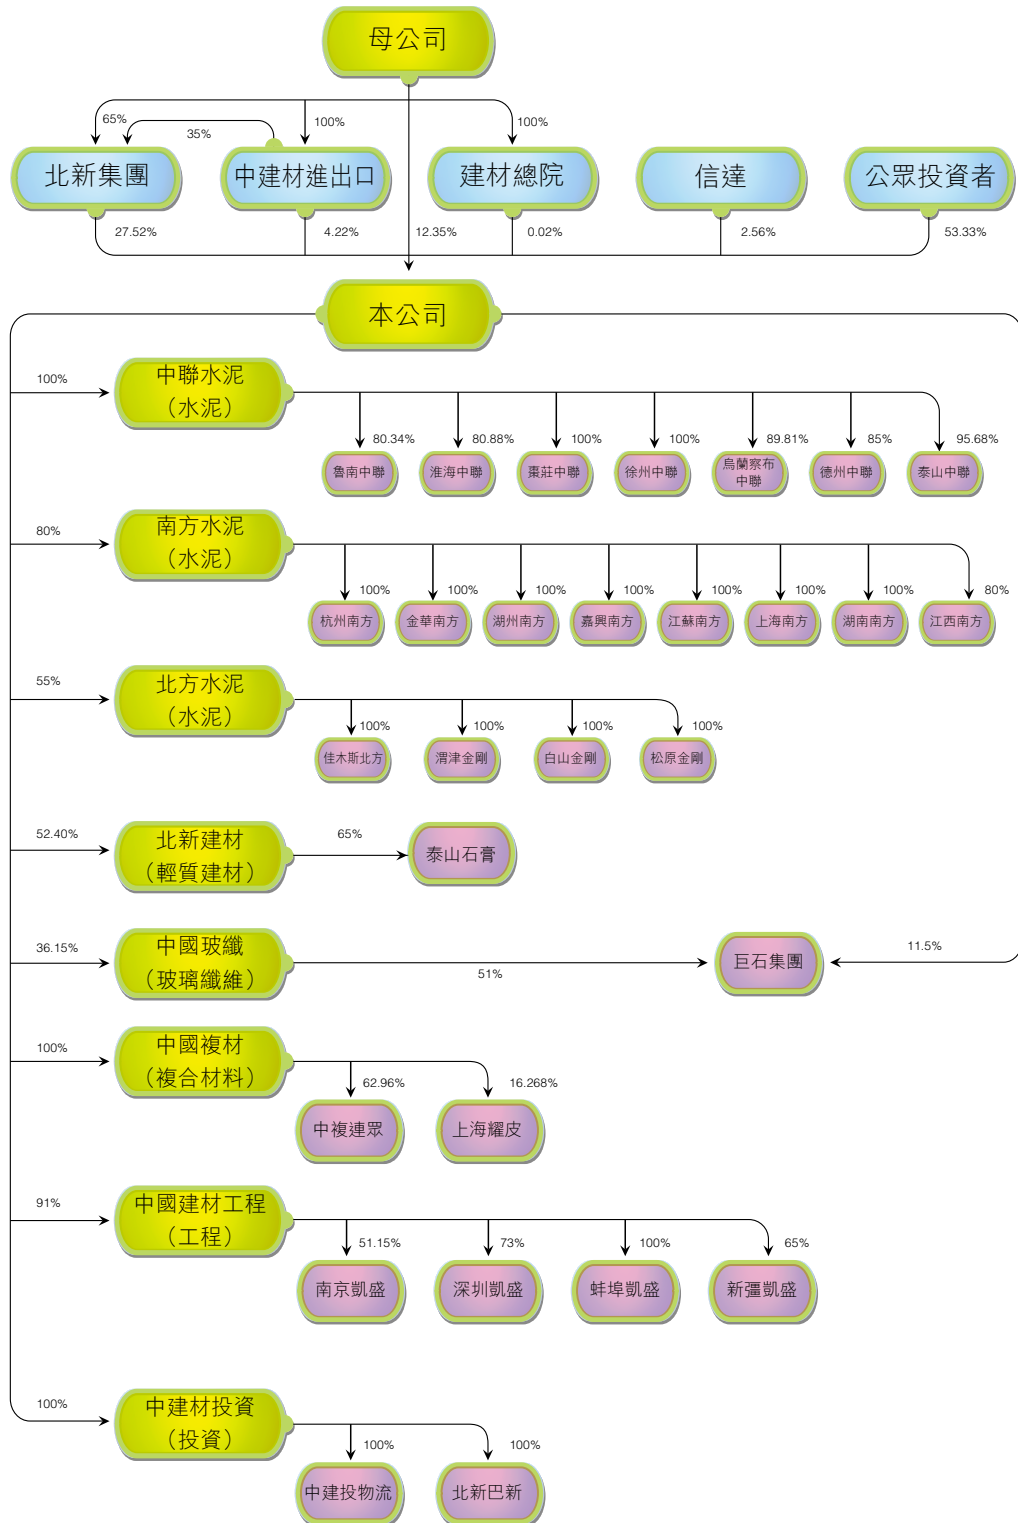 母公司
65%
35%
100%
100%
北新集團
中建材進出口
建材總院
信達
公眾投資者
27.52%
4.22%
12.35%
0.02%
2.56%
53.33%
本公司
100%
中聯水泥
（水泥）
80.34%
80.88%
100%
100%
89.81%
85%
95.68%
魯南中聯
淮海中聯
棗莊中聯
徐州中聯
烏蘭察布
中聯
德州中聯
泰山中聯
80%
南方水泥
（水泥）
100%
100%
100%
100%
100%
100%
100%
80%
杭州南方
金華南方
湖州南方
嘉興南方
江蘇南方
上海南方
湖南南方
江西南方
55%
北方水泥
（水泥）
100%
100%
100%
100%
佳木斯北方
渭津金剛
白山金剛
松原金剛
52.40%
北新建材
（輕質建材）
65%
泰山石膏
36.15%
中國玻纖
（玻璃纖維）
51%
巨石集團
11.5%
100%
中國複材
（複合材料）
62.96%
16.268%
中複連眾
上海耀皮
91%
中國建材工程
（工程）
51.15%
73%
100%
65%
南京凱盛
深圳凱盛
蚌埠凱盛
新疆凱盛
100%
中建材投資
（投資）
100%
100%
中建投物流
北新巴新